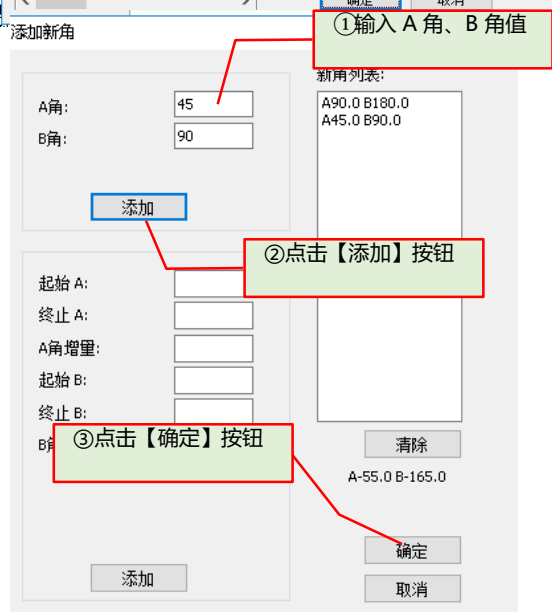 确定
取消
添加新角
①输入 A 角、B 角值
新角列表:
A角:
45
A90.0 B180.0
A45.0 B90.0
B角:
90
添加
②点击【添加】按钮
起始 A:
终止 A:
A角增量:
起始 B:
终止 B:
③点击【确定】按钮
清除
A-55.0 B-165.0
确定
添加
取消